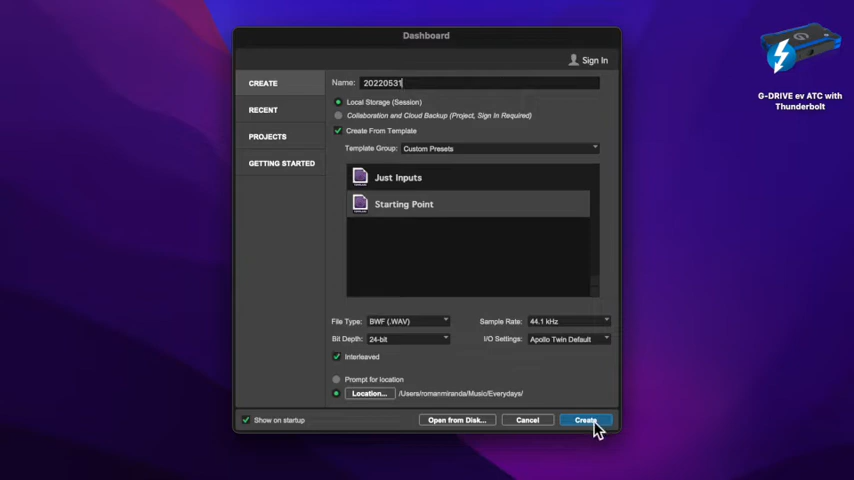 Dashboard
Sign In
CREATE
RECENT
PROJECTS
GETTING STARTED
Name: 20220531
Local Storage (Session)
Collaboration and Cloud Backup (Project, Sign In Required)
Create From Template
Template Group: Custom Presets
Just Inputs
Starting Point
File Type: BWF (.WAV)
Sample Rate: 44.1 kHz
Bit Depth: 24-bit
I/O Settings: Apollo Twin Default
Interleaved
Prompt for location
Location... /Users/romanmiranda/Music/Everydays/
Show on startup
Open from Disk...
Cancel
Create
G-DRIVE ev ATC with
Thunderbolt